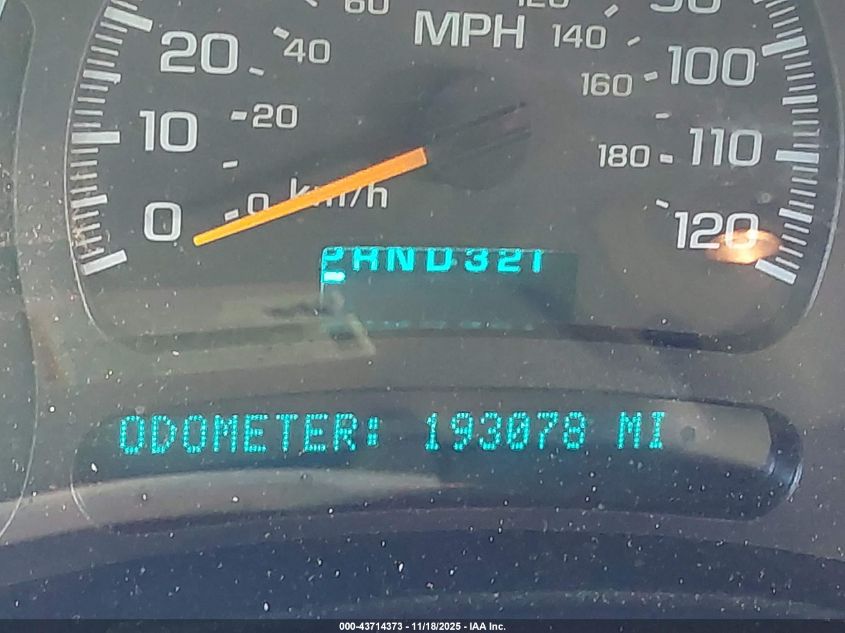 60 120 90
MPH
20 40 140 100
160
10 20 110
180
0 0 km/h 120
PRND321
ODOMETER: 193078 MI
000-43714373 - 11/18/2025 - IAA Inc.